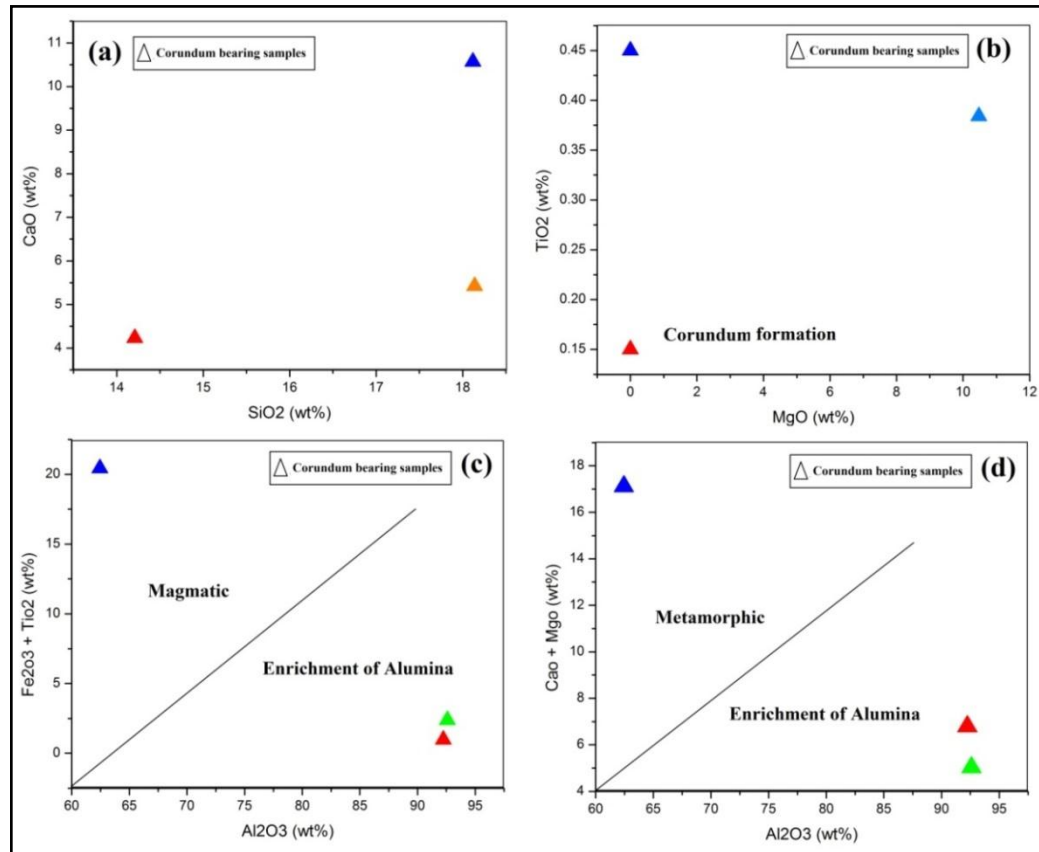 (a)
Corundum bearing samples
11
10
9
8
7
6
5
4
CaO (wt%)
14 15 16 17 18
SiO2 (wt%)
Corundum bearing samples
(b)
0.45
0.40
0.35
0.30
0.25
0.20
0.15
TiO2 (wt%)
Corundum formation
0 2 4 6 8 10 12
MgO (wt%)
Corundum bearing samples
(c)
20
15
10
5
0
Fe2o3 + Tio2 (wt%)
Magmatic
Enrichment of Alumina
60 65 70 75 80 85 90 95
Al2O3 (wt%)
Corundum bearing samples
(d)
18
16
14
12
10
8
6
4
Cao + Mgo (wt%)
Metamorphic
Enrichment of Alumina
60 65 70 75 80 85 90 95
Al2O3 (wt%)